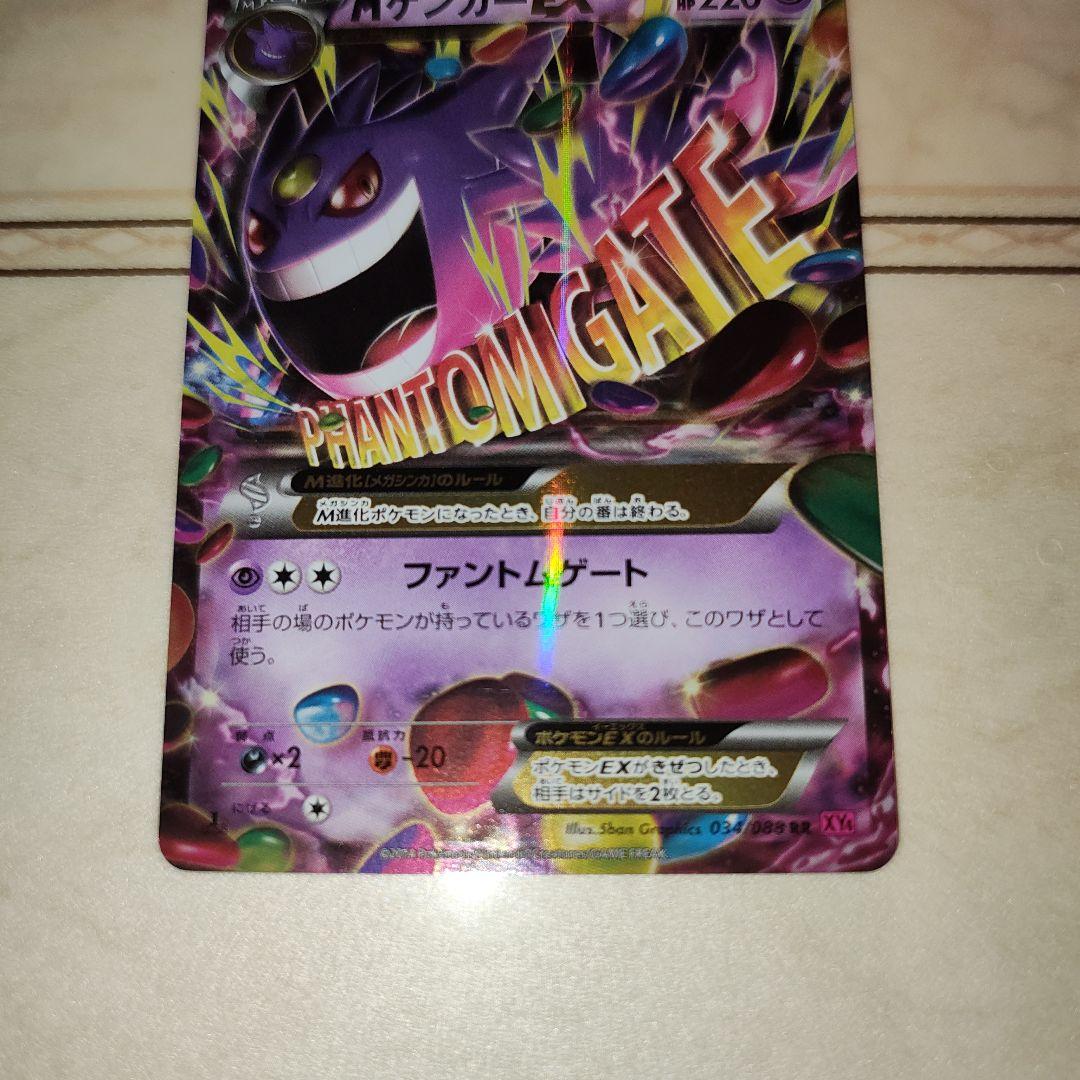 MゲンガーEX HP220
PHANTOM GATE
M進化[メガシンカ]のルール
メガシンカ
M進化ポケモンになったとき、自分の番は終わる。
ファントムゲート
相手の場のポケモンが持っているワザを1つ選び、このワザとして
使う。
弱点 抵抗力
×2 -20
にげる
ポケモンEXのルール
ポケモンEXがきぜつしたとき、
相手はサイドを2枚とる。
Illus. 5ban Graphics 034/088 RR XY4